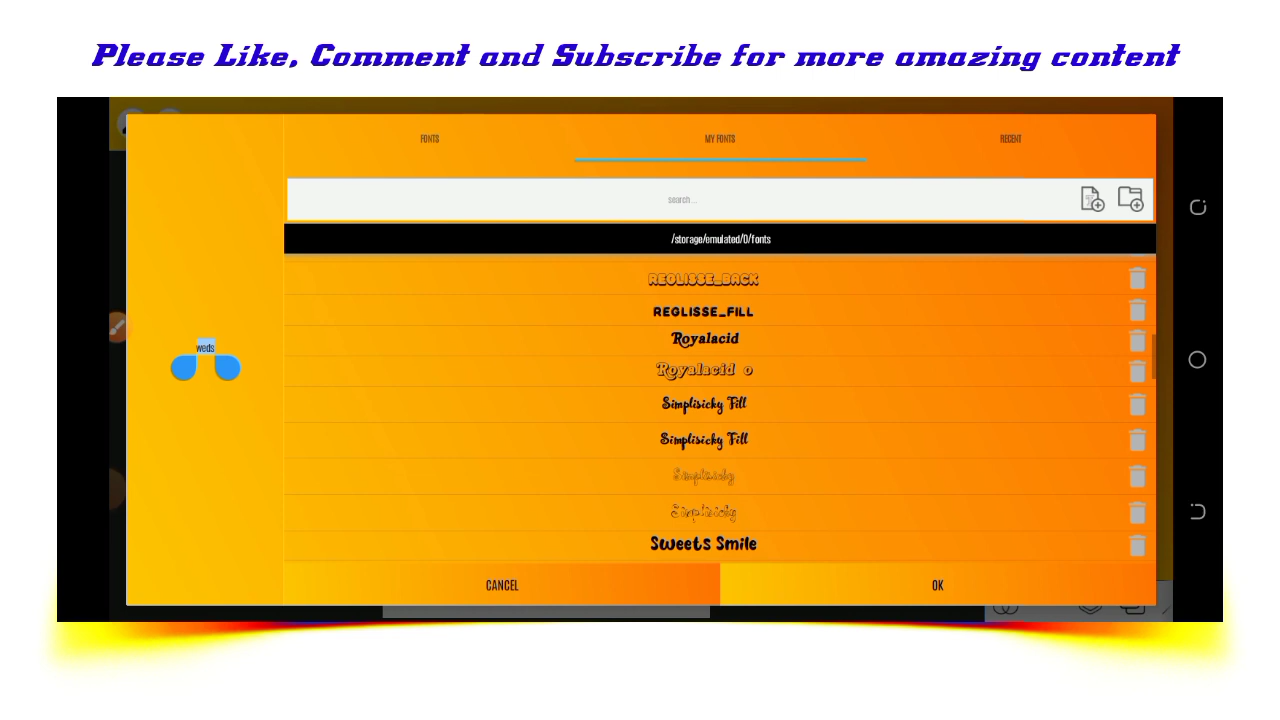 Please Like, Comment and Subscribe for more amazing content
FONTS
MY FONTS
RECENT
search...
/storage/emulated/0/fonts
REGLISSE_BACK
REGLISSE_FILL
Royalacid
Royalacid o
weds
Simplisicky Fill
Simplisicky Fill
Simplisicky
Simplisicky
Sweets Smile
CANCEL
OK